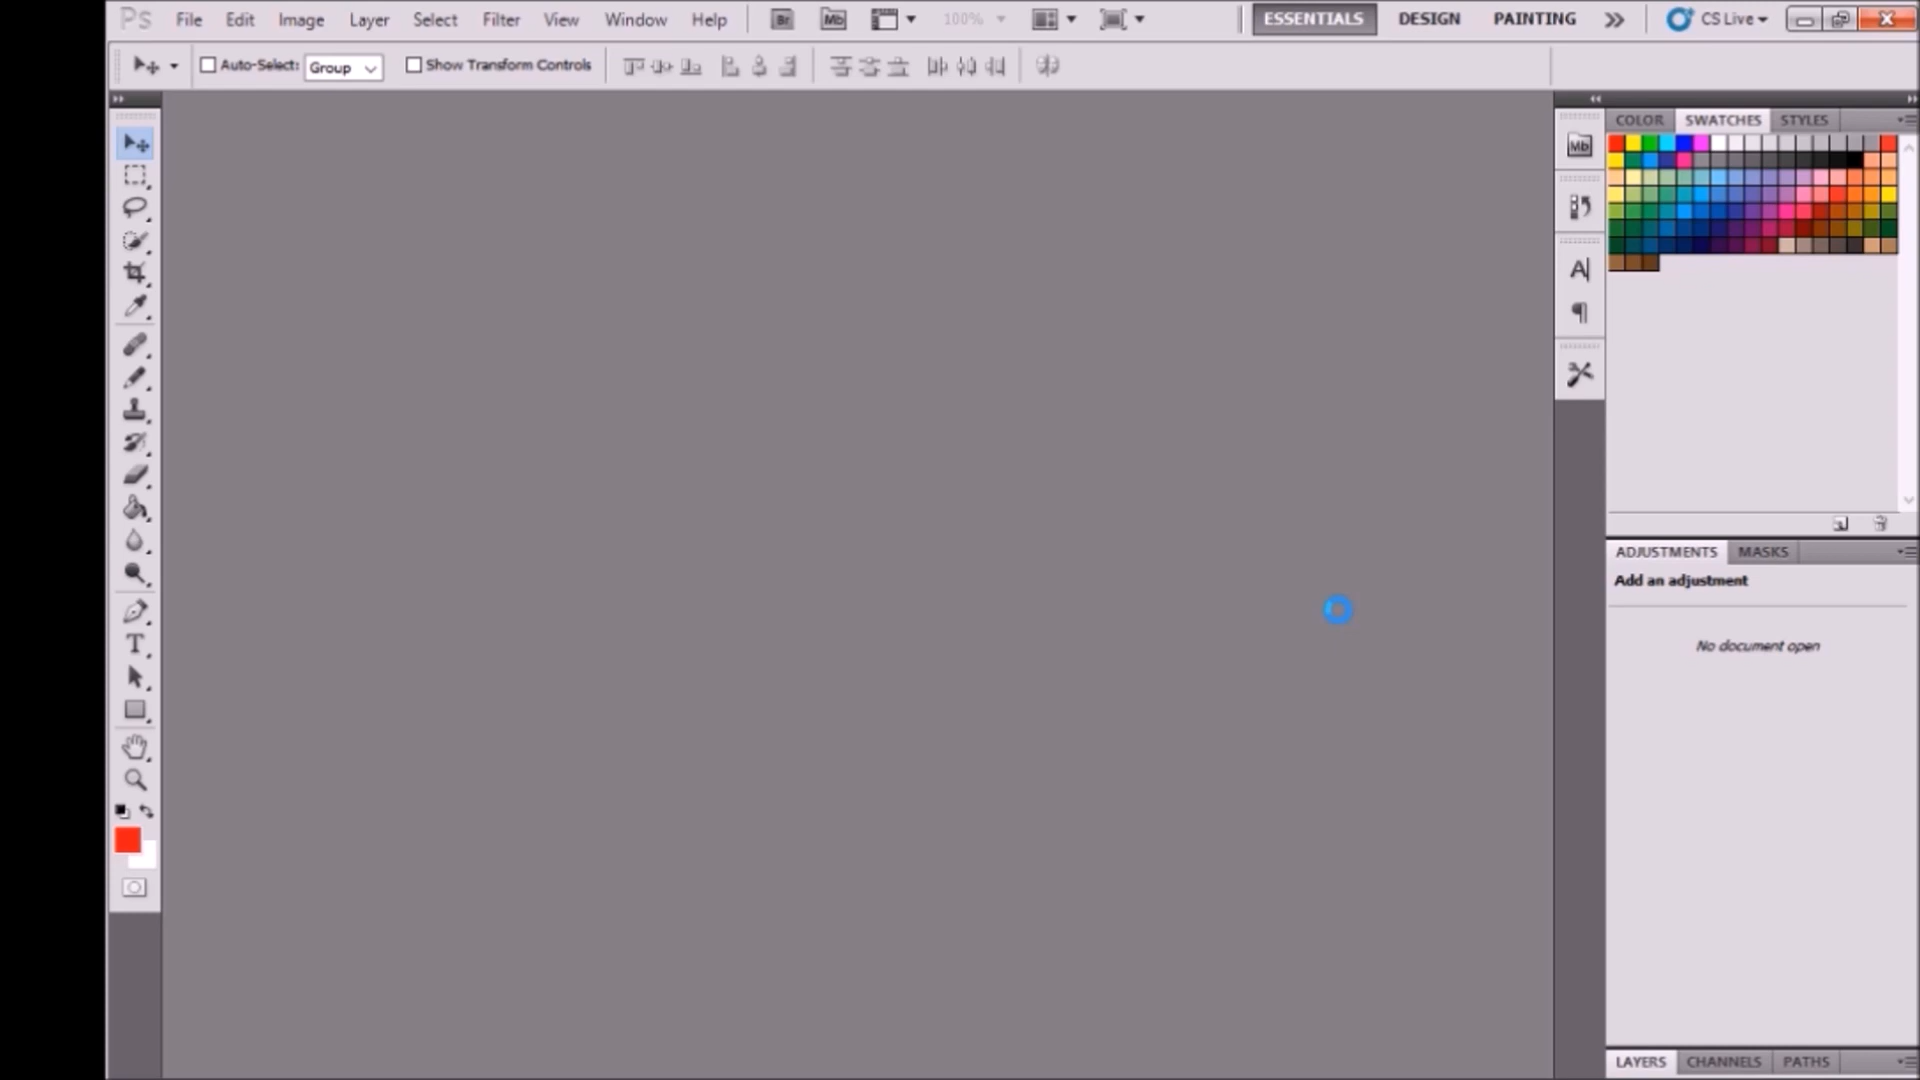 Ps File Edit Image Layer Select Filter View Window Help Br Mb 100% ESSENTIALS DESIGN PAINTING CS Live
Auto-Select: Group Show Transform Controls
COLOR SWATCHES STYLES
Mb
A
¶
T
ADJUSTMENTS MASKS
Add an adjustment
No document open
LAYERS CHANNELS PATHS